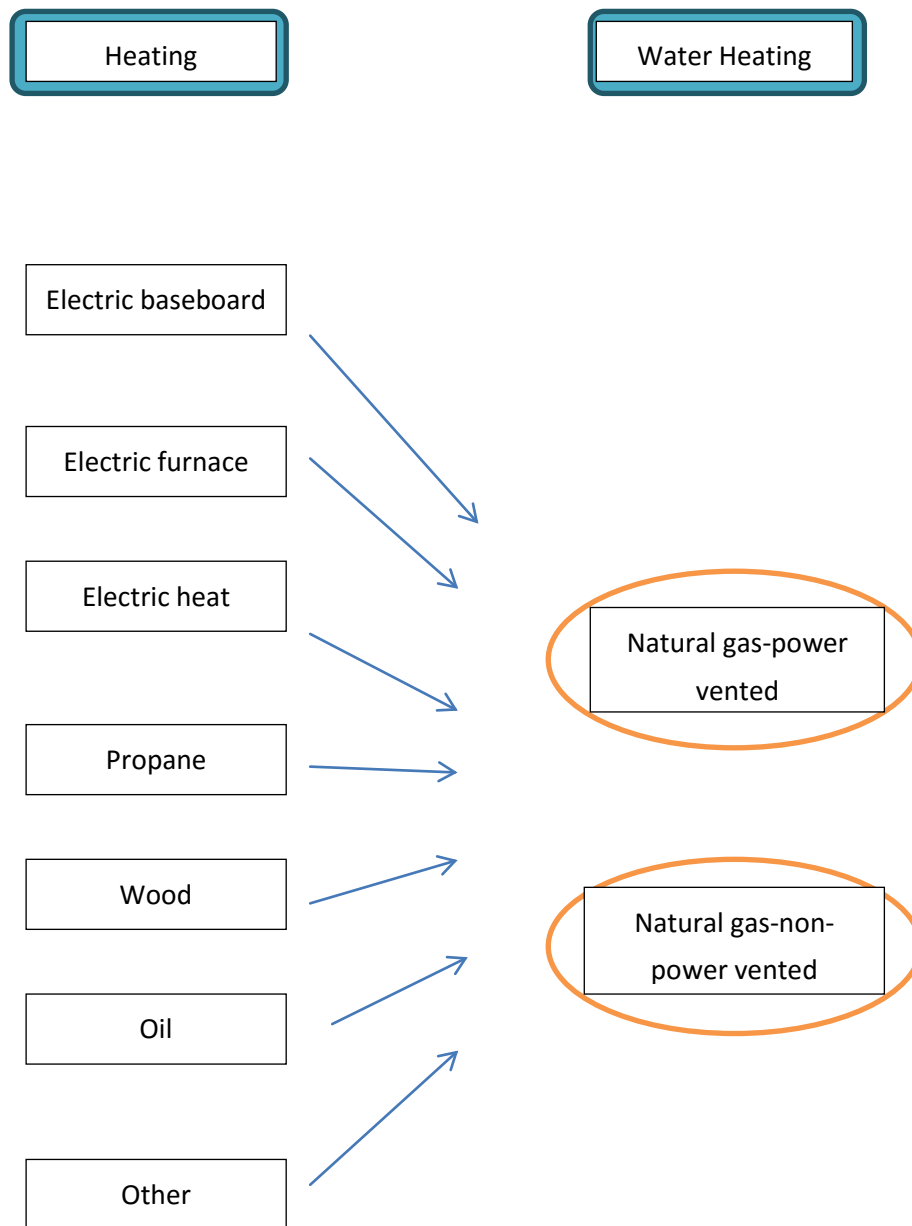 Heating
Water Heating
Electric baseboard
Electric furnace
Electric heat
Natural gas-power
vented
Propane
Wood
Natural gas-non-
power vented
Oil
Other